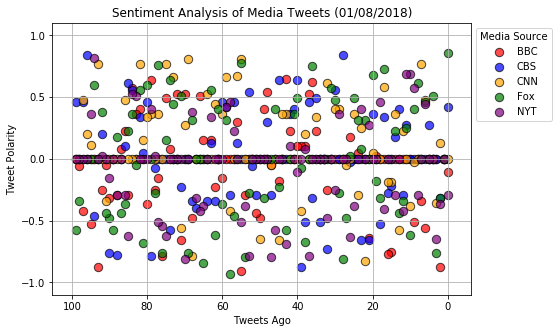 Sentiment Analysis of Media Tweets (01/08/2018)
Media Source
BBC
CBS
CNN
Fox
NYT
Tweet Polarity
1.0
0.5
0.0
−0.5
−1.0
100 80 60 40 20 0
Tweets Ago